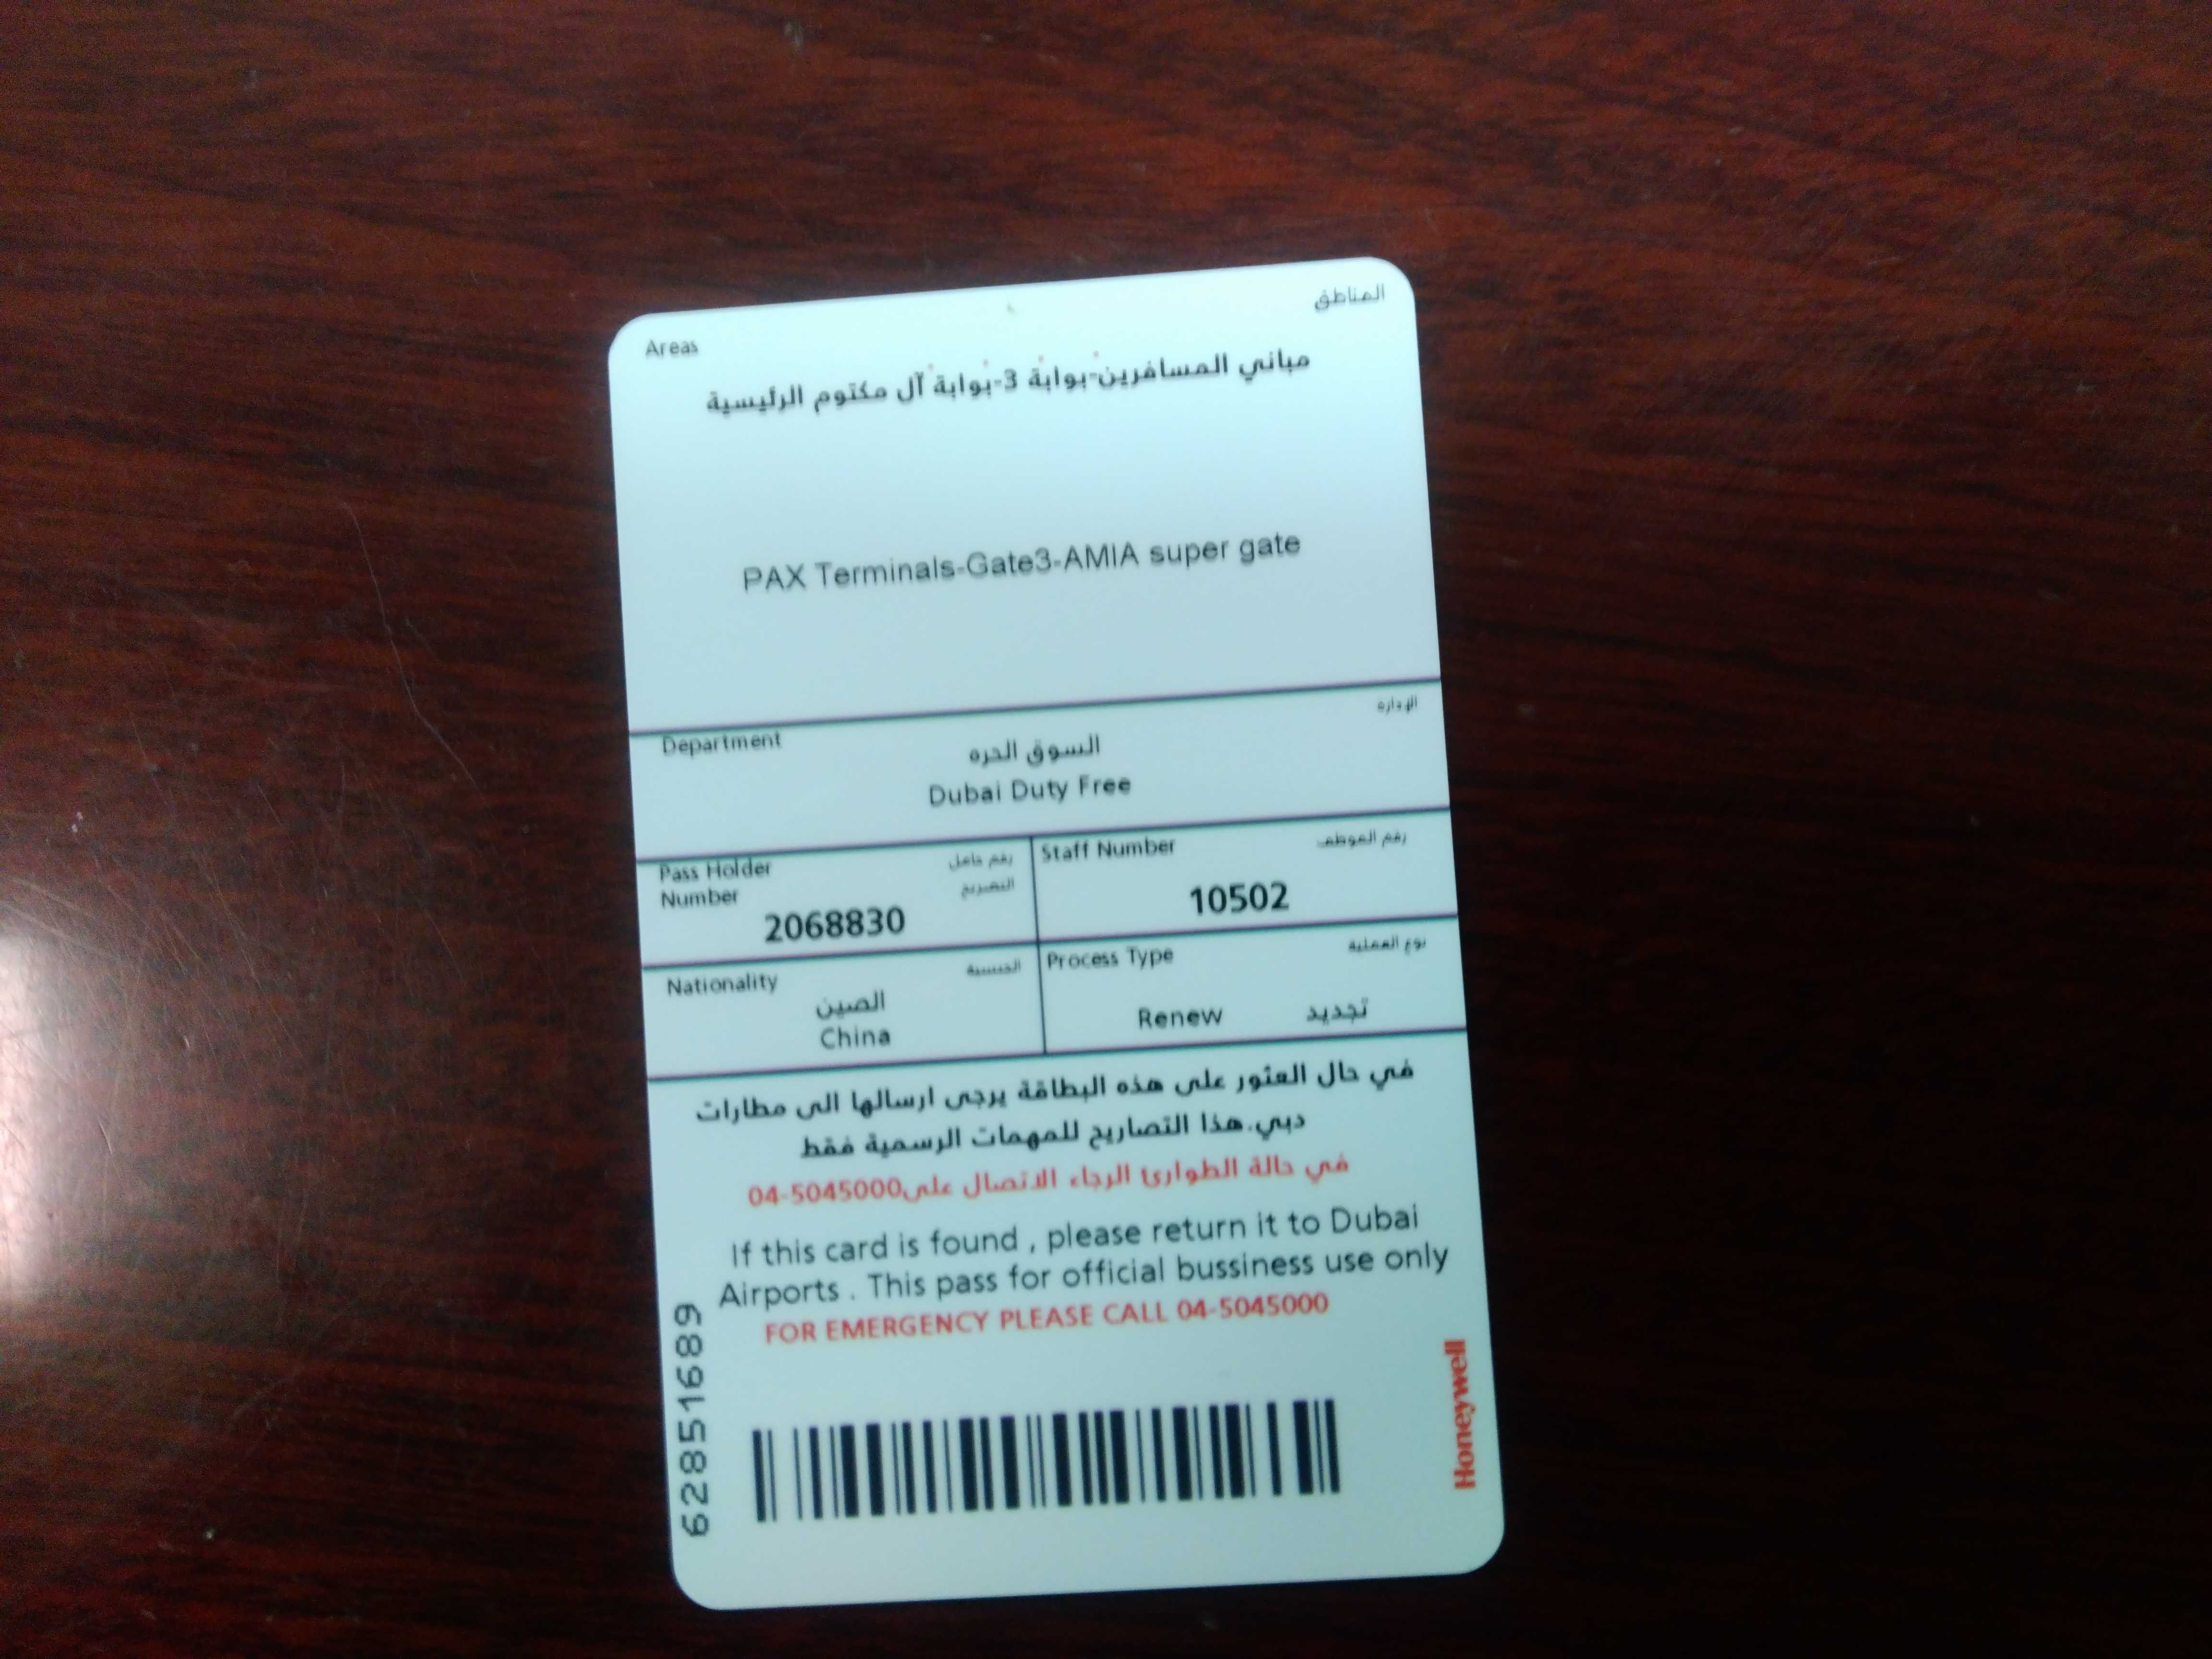 Areas
المناطق
مباني المسافرين-بوابة 3-بوابة آل مكتوم الرئيسية
PAX Terminals-Gate3-AMIA super gate
Department
الإدارة
السوق الحره
Dubai Duty Free
Pass Holder Number
رقم حامل التصريح
2068830
Staff Number
رقم الموظف
10502
Nationality
الجنسية
الصين
China
Process Type
نوع العملية
Renew تجديد
في حال العثور على هذه البطاقة يرجى ارسالها الى مطارات
دبي.هذا التصاريح للمهمات الرسمية فقط
في حالة الطوارئ الرجاء الاتصال على04-5045000
If this card is found , please return it to Dubai
Airports . This pass for official bussiness use only
FOR EMERGENCY PLEASE CALL 04-5045000
62851689
Honeywell